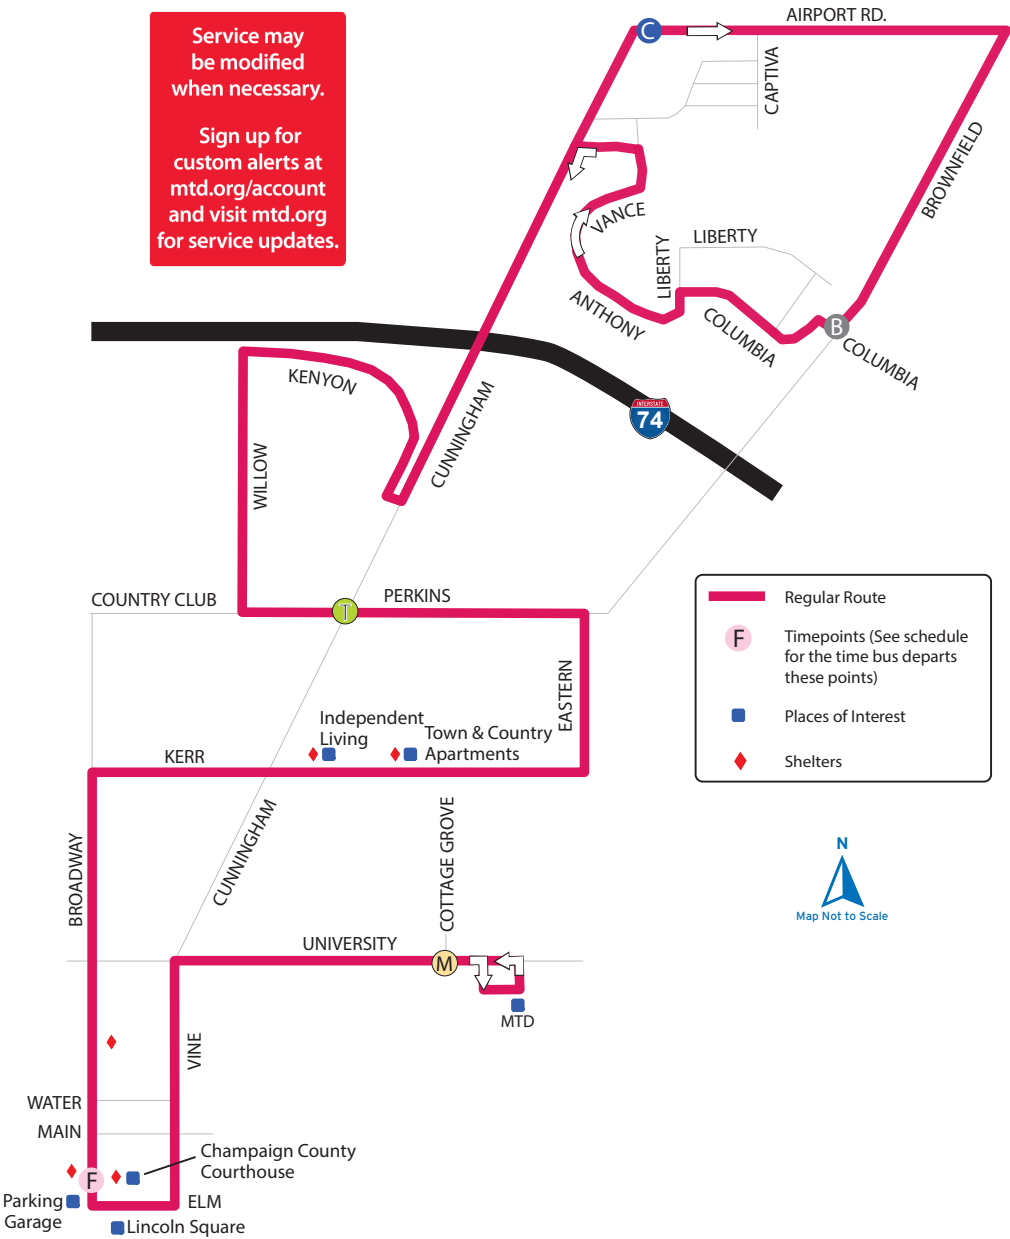 Service may
be modified
when necessary.
Sign up for
custom alerts at
mtd.org/account
and visit mtd.org
for service updates.
C
AIRPORT RD.
CAPTIVA
BROWNFIELD
VANCE
LIBERTY
LIBERTY
ANTHONY
COLUMBIA
B
COLUMBIA
KENYON
CUNNINGHAM
INTERSTATE
74
WILLOW
COUNTRY CLUB
T
PERKINS
EASTERN
Regular Route
F
Timepoints (See schedule
for the time bus departs
these points)
Places of Interest
Shelters
Independent
Living
Town & Country
Apartments
KERR
BROADWAY
CUNNINGHAM
COTTAGE GROVE
N
Map Not to Scale
UNIVERSITY
M
MTD
VINE
WATER
MAIN
Champaign County
Courthouse
F
Parking
Garage
ELM
Lincoln Square